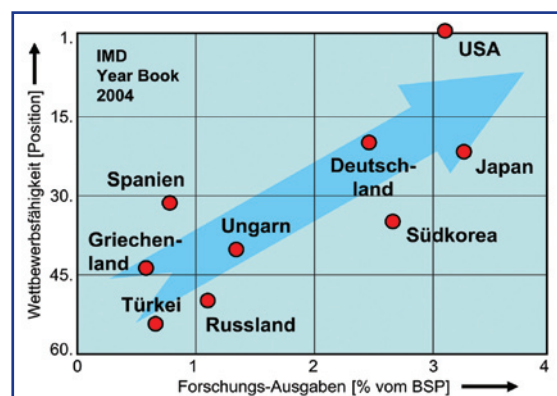 IMD
Year Book
2004
Wettbewerbsfähigkeit [Position]
1.
15.
30.
45.
60.
USA
Japan
Deutsch-
land
Südkorea
Spanien
Ungarn
Griechen-
land
Türkei
Russland
0
1
2
3
4
Forschungs-Ausgaben [% vom BSP]